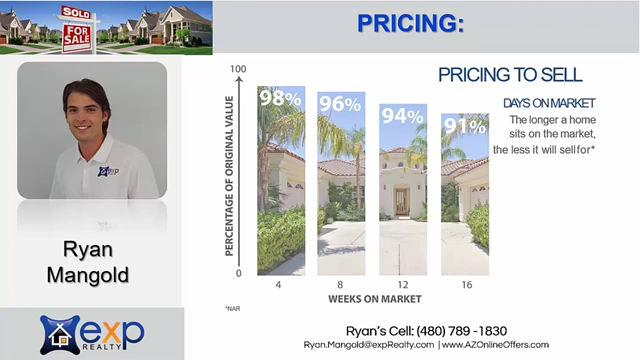 PRICING:
SOLD
FOR
SALE
exp
Ryan
Mangold
exp
REALTY
PRICING TO SELL
DAYS ON MARKET
The longer a home
sits on the market,
the less it will sell for*
PERCENTAGE OF ORIGINAL VALUE
100
0
98%
96%
94%
91%
4
8
12
16
WEEKS ON MARKET
*NAR
Ryan's Cell: (480) 789 -1830
Ryan.Mangold@expRealty.com | www.AZOnlineOffers.com